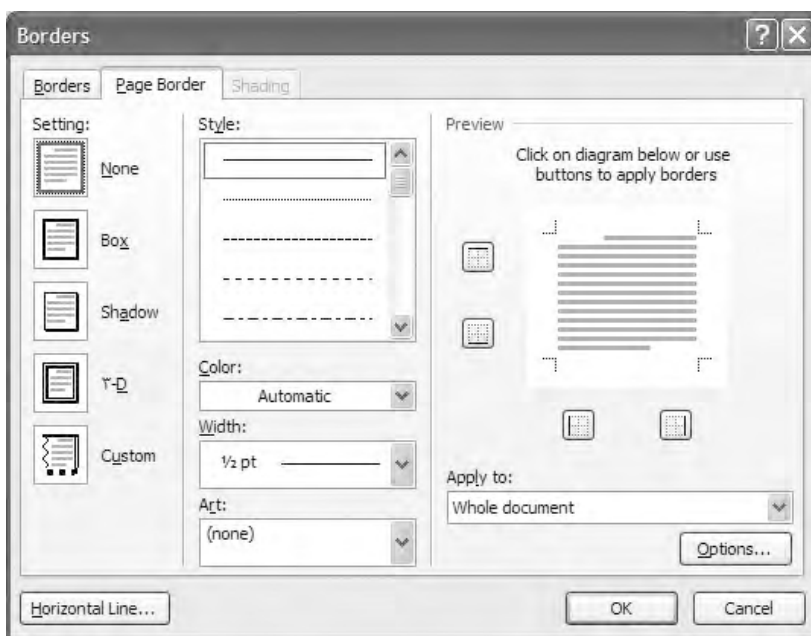 Borders
?
X
Borders
Page Border
Shading
Setting:
None
Box
Shadow
۳-D
Custom
Style:
Color:
Automatic
Width:
½ pt
Art:
(none)
Preview
Click on diagram below or use
buttons to apply borders
Apply to:
Whole document
Options...
Horizontal Line...
OK
Cancel